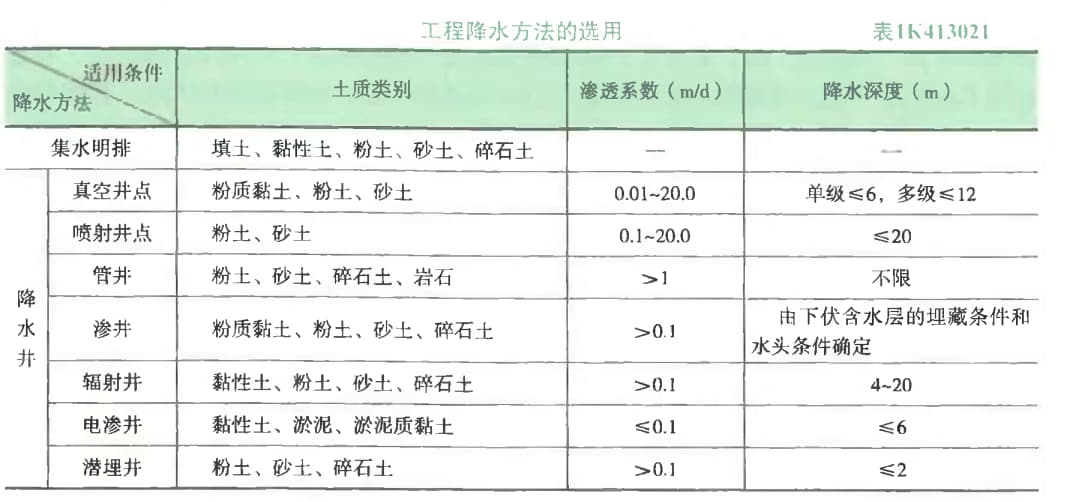 工程降水方法的选用 表1K413021
适用条件
降水方法 土质类别 渗透系数（m/d） 降水深度（m）
集水明排 填土、黏性土、粉土、砂土、碎石土 — —
降水井
真空井点 粉质黏土、粉土、砂土 0.01~20.0 单级≤6，多级≤12
喷射井点 粉土、砂土 0.1~20.0 ≤20
管井 粉土、砂土、碎石土、岩石 >1 不限
渗井 粉质黏土、粉土、砂土、碎石土 >0.1 由下伏含水层的埋藏条件和
水头条件确定
辐射井 黏性土、粉土、砂土、碎石土 >0.1 4~20
电渗井 黏性土、淤泥、淤泥质黏土 ≤0.1 ≤6
潜埋井 粉土、砂土、碎石土 >0.1 ≤2